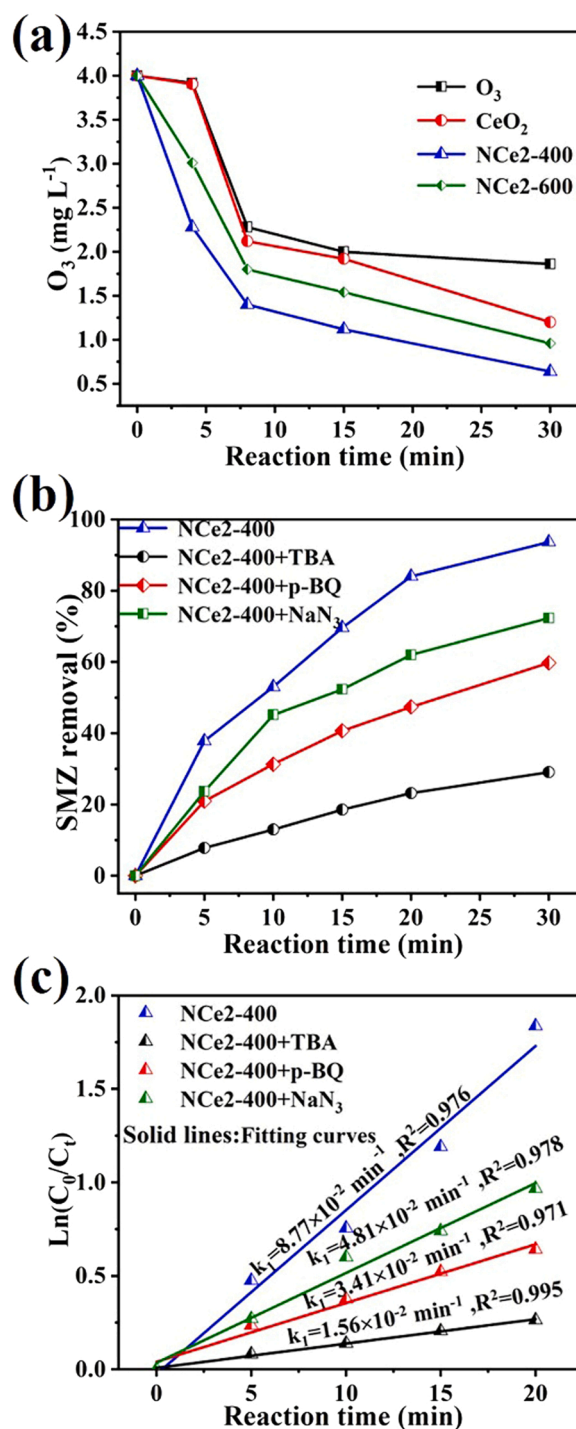 (a)
4.5
4.0
3.5
3.0
2.5
2.0
1.5
1.0
0.5
O₃ (mg L⁻¹)
O₃
CeO₂
NCe2-400
NCe2-600
0 5 10 15 20 25 30
Reaction time (min)
(b)
100
80
60
40
20
0
SMZ removal (%)
NCe2-400
NCe2-400+TBA
NCe2-400+p-BQ
NCe2-400+NaN₃
0 5 10 15 20 25 30
Reaction time (min)
(c)
2.0
1.5
1.0
0.5
0.0
Ln(C₀/Cₜ)
NCe2-400
NCe2-400+TBA
NCe2-400+p-BQ
NCe2-400+NaN₃
Solid lines:Fitting curves
k₁=8.77×10⁻² min⁻¹ ,R²=0.976
k₁=4.81×10⁻² min⁻¹ ,R²=0.978
k₁=3.41×10⁻² min⁻¹ ,R²=0.971
k₁=1.56×10⁻² min⁻¹ ,R²=0.995
0 5 10 15 20
Reaction time (min)